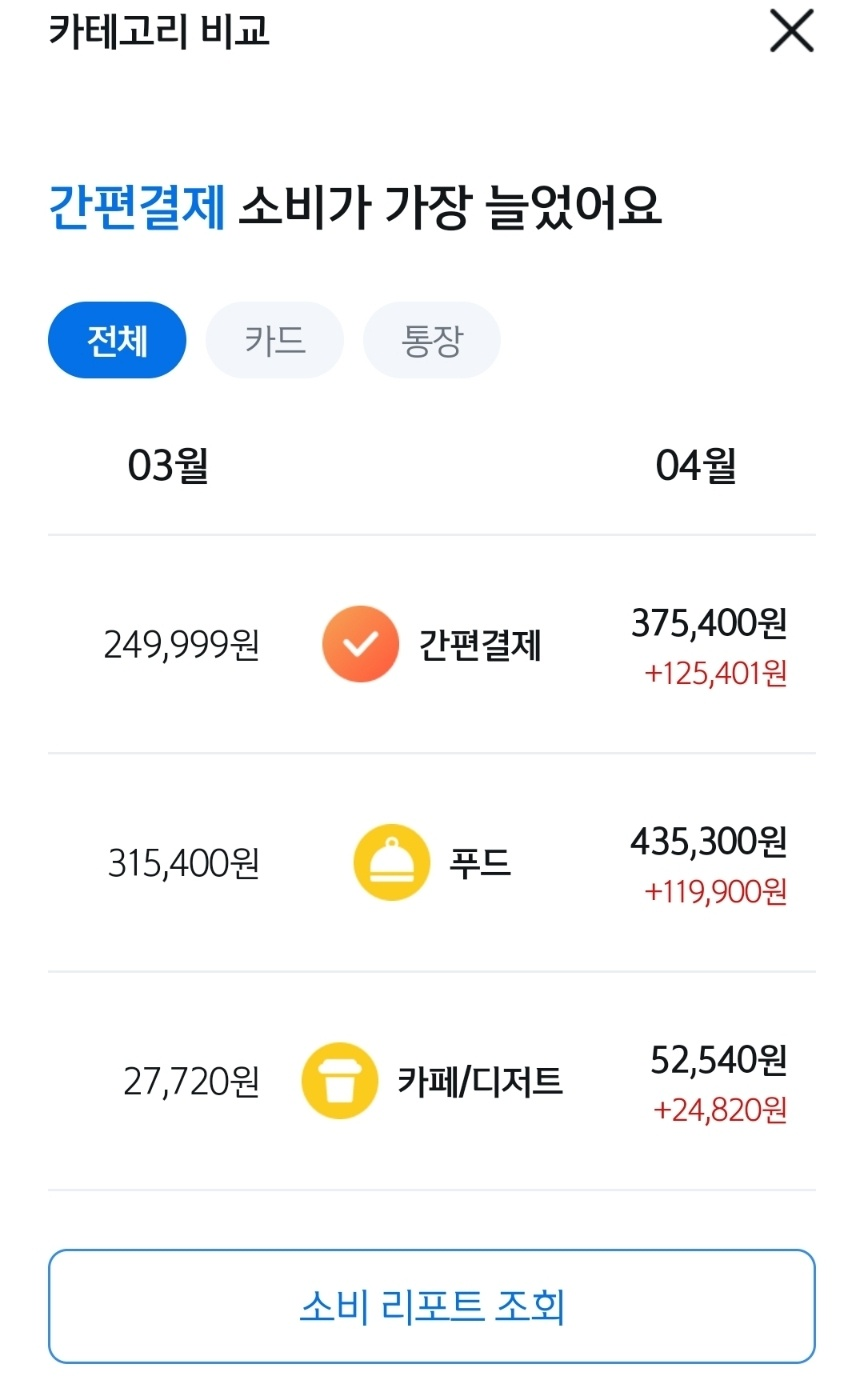 카테고리 비교
간편결제 소비가 가장 늘었어요
전체 카드 통장
03월 04월
249,999원 간편결제 375,400원
+125,401원
315,400원 푸드 435,300원
+119,900원
27,720원 카페/디저트 52,540원
+24,820원
소비 리포트 조회